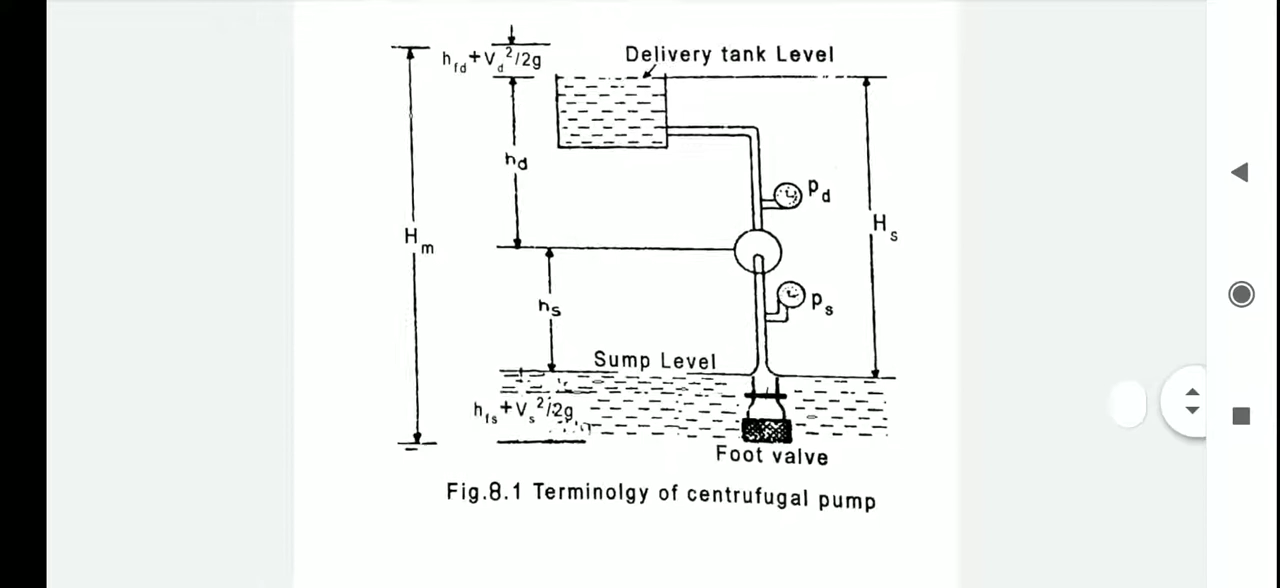 h_fd + V_d²/2g
Delivery tank Level
h_d
P_d
H_s
H_m
h_s
P_s
Sump Level
h_fs + V_s²/2g
Foot valve
Fig.8.1 Terminolgy of centrufugal pump